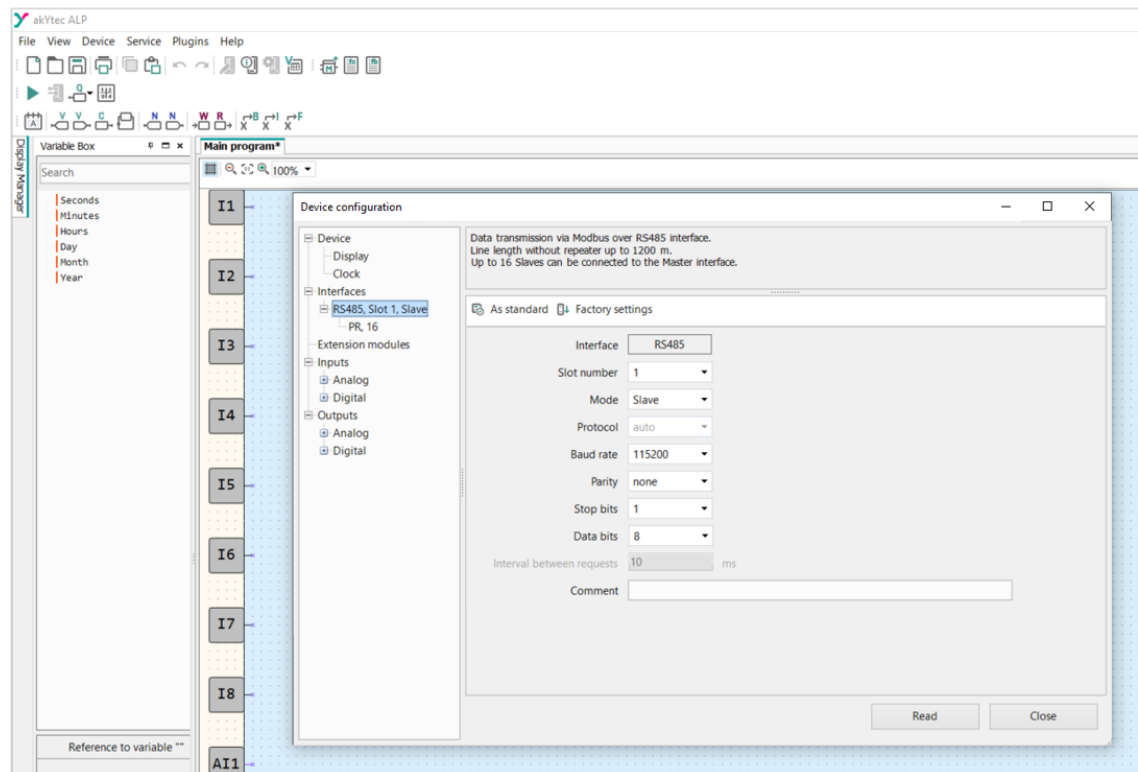 akYtec ALP
File View Device Service Plugins Help
Display Manager
Variable Box
Search
Seconds
Minutes
Hours
Day
Month
Year
Reference to variable ""
Main program*
100%
I1
I2
I3
I4
I5
I6
I7
I8
AI1
Device configuration
Device
Display
Clock
Interfaces
RS485, Slot 1, Slave
PR, 16
Extension modules
Inputs
Analog
Digital
Outputs
Analog
Digital
Data transmission via Modbus over RS485 interface.
Line length without repeater up to 1200 m.
Up to 16 Slaves can be connected to the Master interface.
As standard Factory settings
Interface RS485
Slot number 1
Mode Slave
Protocol auto
Baud rate 115200
Parity none
Stop bits 1
Data bits 8
Interval between requests 10 ms
Comment
Read Close